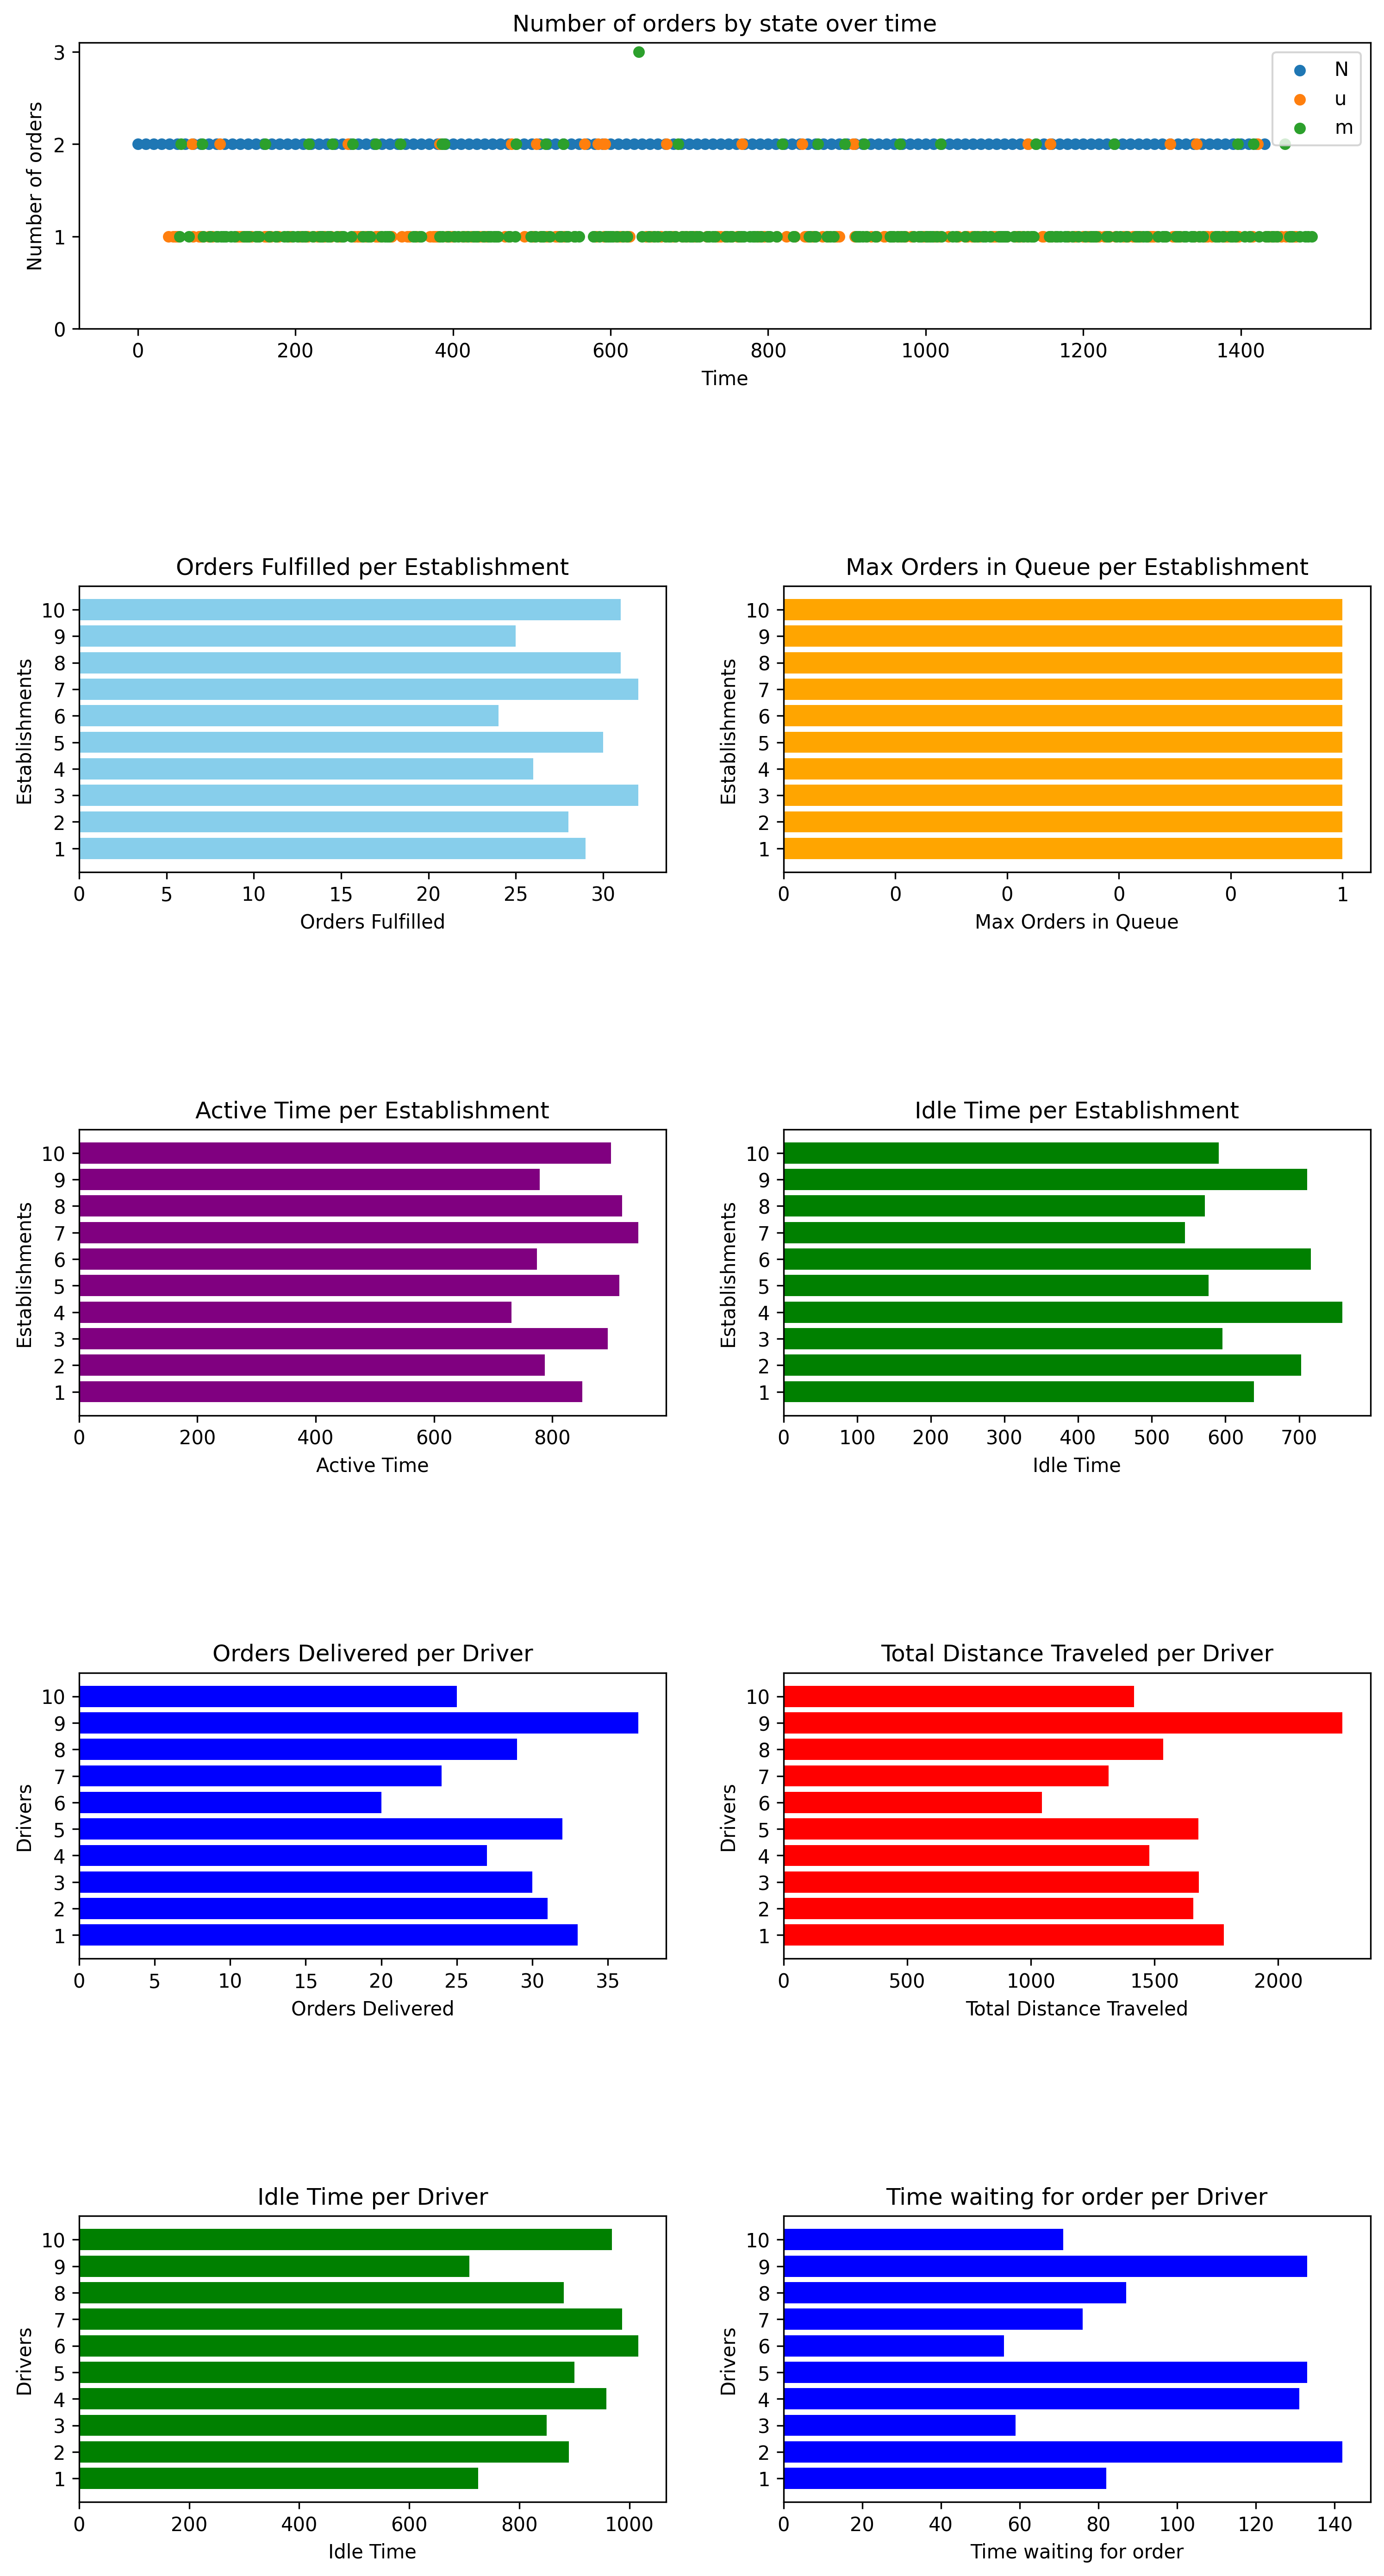 Number of orders by state over time
Number of orders
3
2
1
0
N
u
m
0 200 400 600 800 1000 1200 1400
Time
Orders Fulfilled per Establishment
Establishments
10
9
8
7
6
5
4
3
2
1
0 5 10 15 20 25 30
Orders Fulfilled
Max Orders in Queue per Establishment
Establishments
10
9
8
7
6
5
4
3
2
1
0 0 0 0 0 1
Max Orders in Queue
Active Time per Establishment
Establishments
10
9
8
7
6
5
4
3
2
1
0 200 400 600 800
Active Time
Idle Time per Establishment
Establishments
10
9
8
7
6
5
4
3
2
1
0 100 200 300 400 500 600 700
Idle Time
Orders Delivered per Driver
Drivers
10
9
8
7
6
5
4
3
2
1
0 5 10 15 20 25 30 35
Orders Delivered
Total Distance Traveled per Driver
Drivers
10
9
8
7
6
5
4
3
2
1
0 500 1000 1500 2000
Total Distance Traveled
Idle Time per Driver
Drivers
10
9
8
7
6
5
4
3
2
1
0 200 400 600 800 1000
Idle Time
Time waiting for order per Driver
Drivers
10
9
8
7
6
5
4
3
2
1
0 20 40 60 80 100 120 140
Time waiting for order